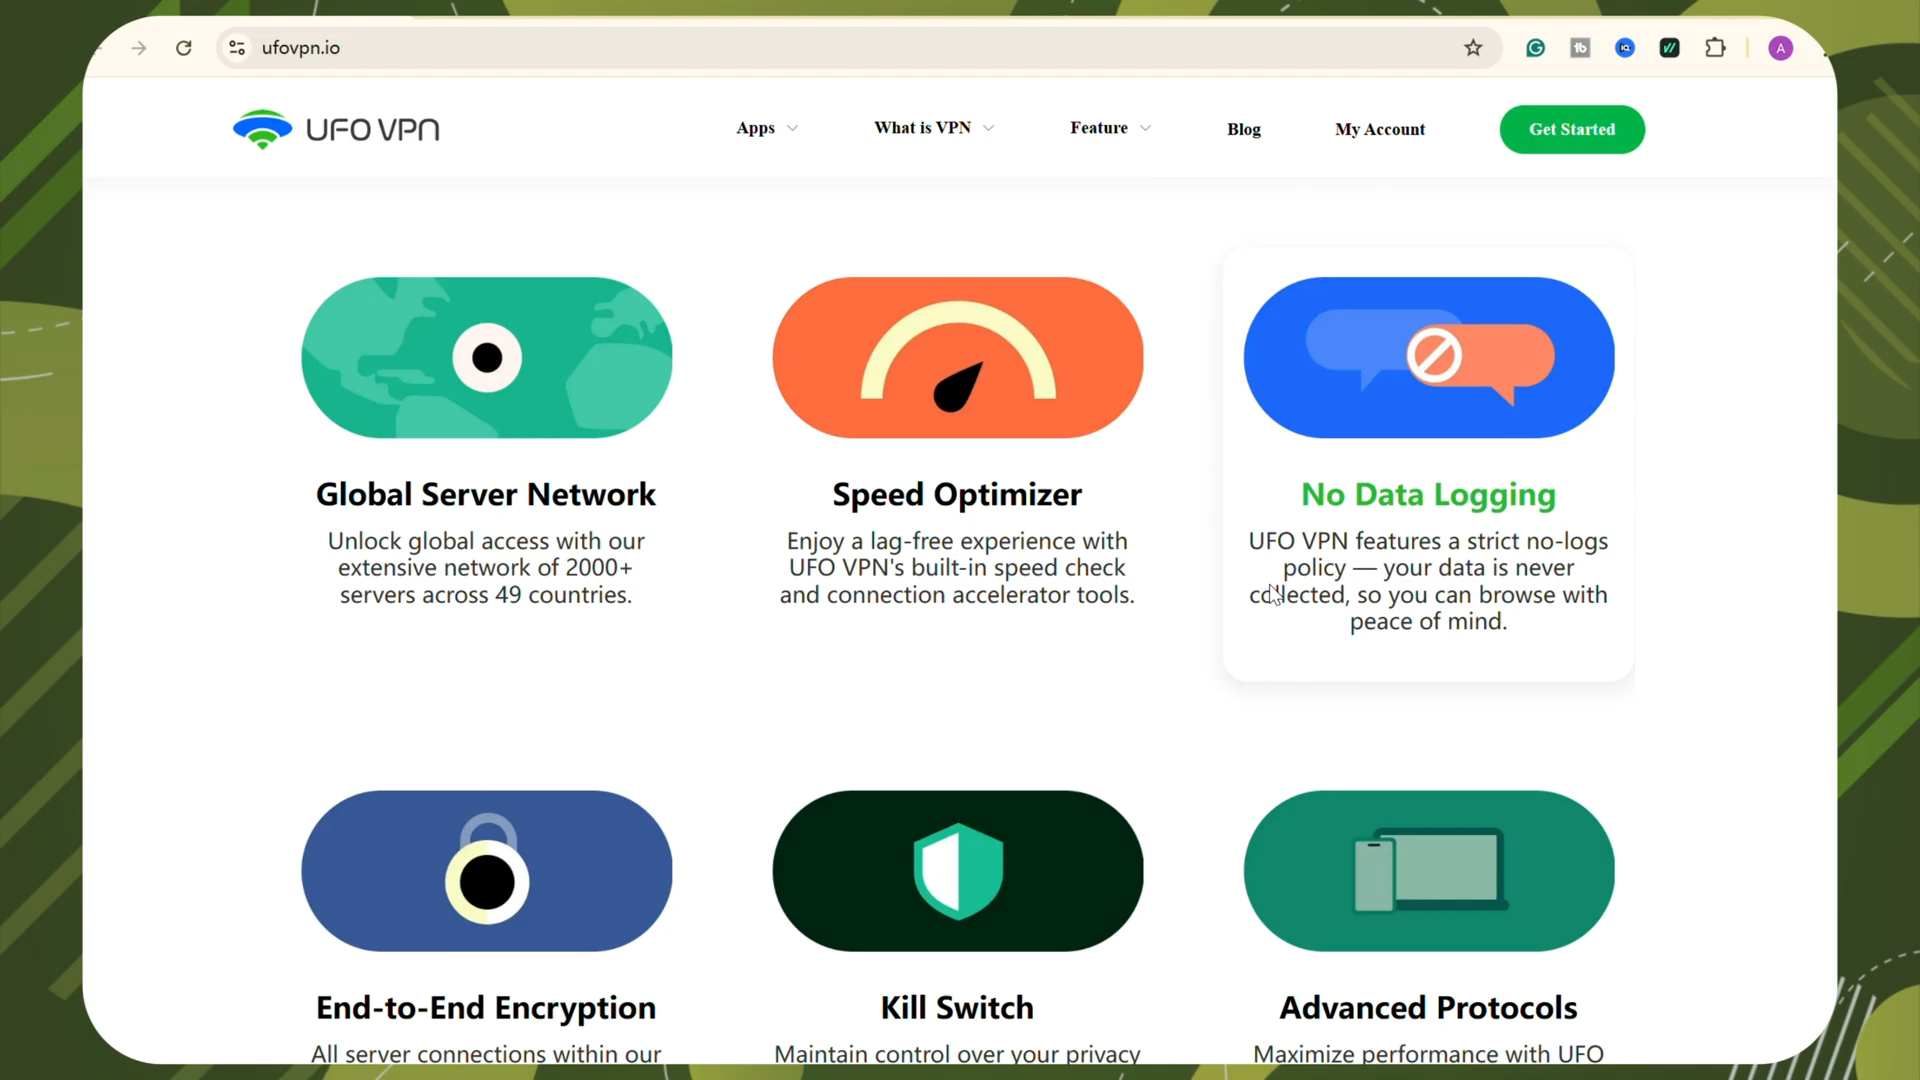 ufovpn.io
A
UFO VPN
Apps
What is VPN
Feature
Blog
My Account
Get Started
Global Server Network
Unlock global access with our
extensive network of 2000+
servers across 49 countries.
Speed Optimizer
Enjoy a lag-free experience with
UFO VPN's built-in speed check
and connection accelerator tools.
No Data Logging
UFO VPN features a strict no-logs
policy — your data is never
collected, so you can browse with
peace of mind.
End-to-End Encryption
All server connections within our
Kill Switch
Maintain control over your privacy
Advanced Protocols
Maximize performance with UFO